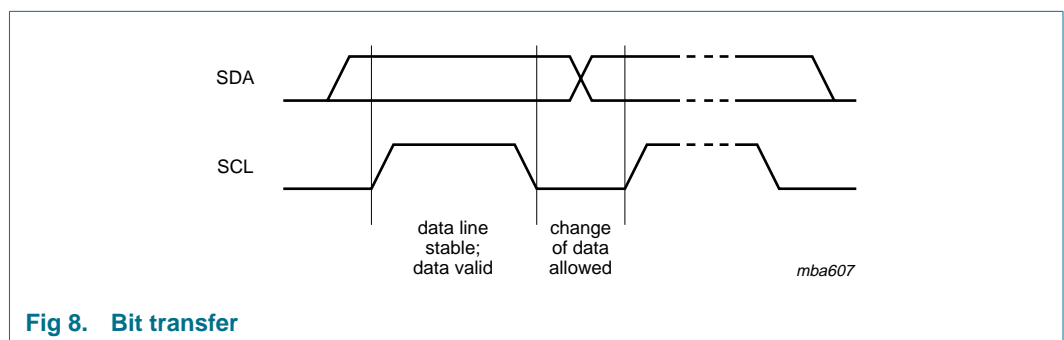 SDA
SCL
data line
stable;
data valid
change
of data
allowed
mba607
Fig 8. Bit transfer